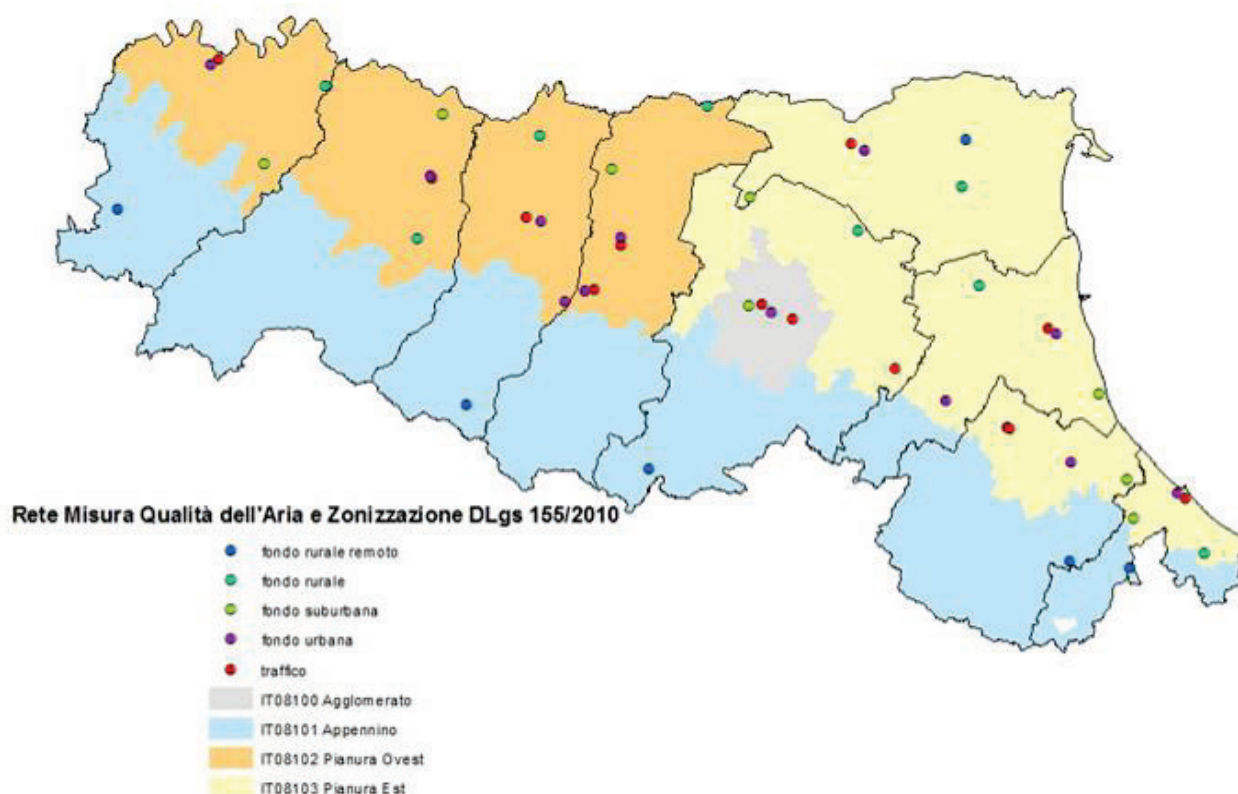 Rete Misura Qualità dell'Aria e Zonizzazione DLgs 155/2010
fondo rurale remoto
fondo rurale
fondo suburbana
fondo urbana
traffico
IT08100 Agglomerato
IT08101 Appennino
IT08102 Pianura Ovest
IT08103 Pianura Est